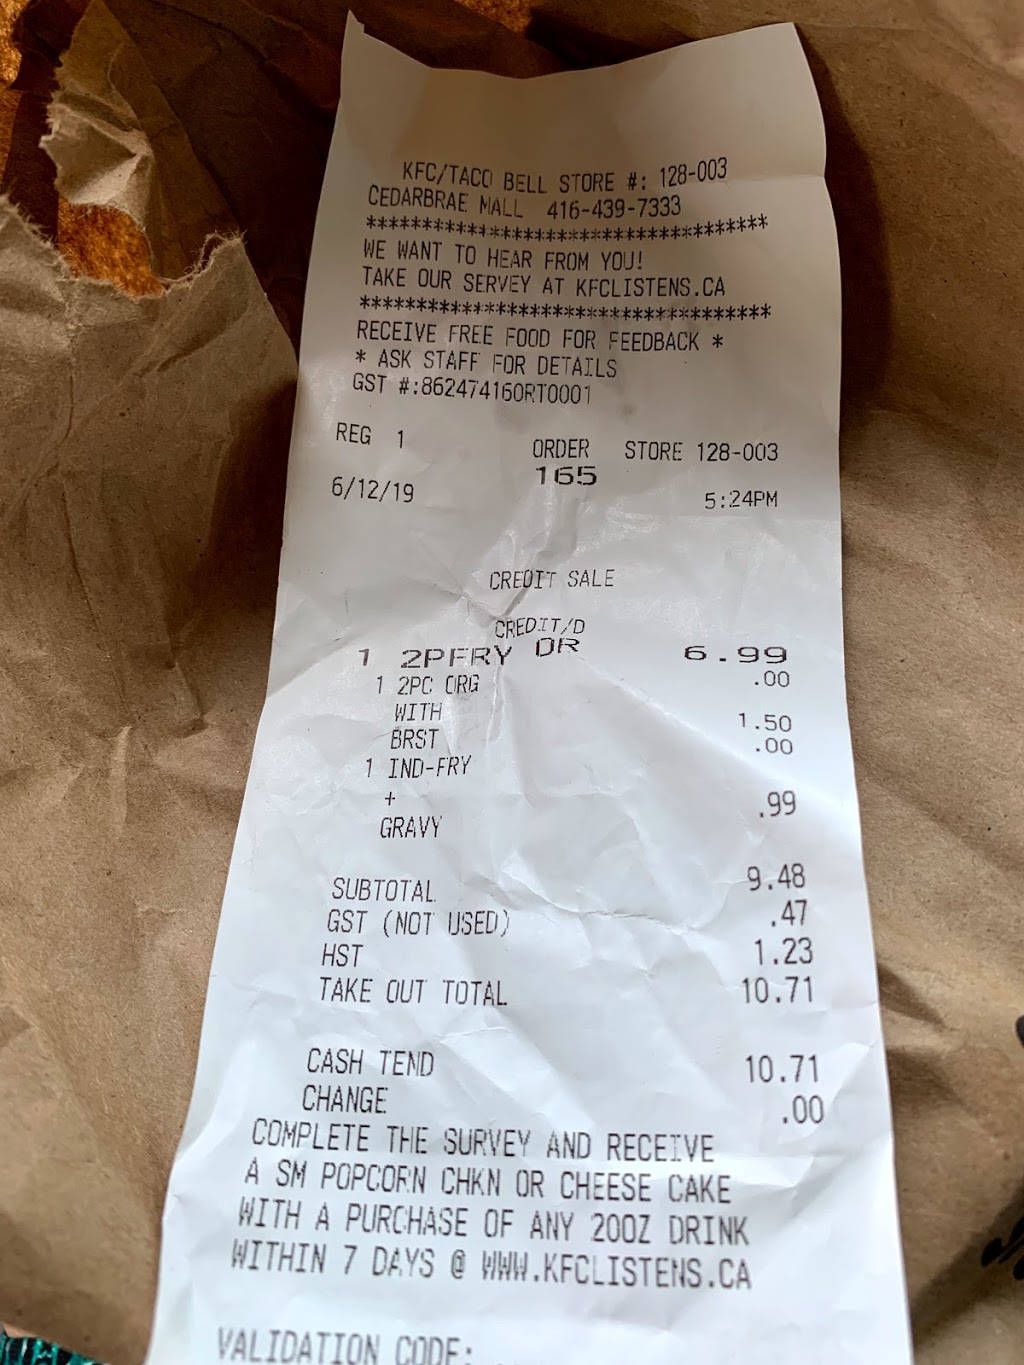 KFC/TACO BELL STORE #: 128-003
CEDARBRAE MALL 416-439-7333
************************************
WE WANT TO HEAR FROM YOU!
TAKE OUR SERVEY AT KFCLISTENS.CA
************************************
RECEIVE FREE FOOD FOR FEEDBACK *
* ASK STAFF FOR DETAILS
GST #:862474160RT0001
REG 1 ORDER STORE 128-003
165
6/12/19 5:24PM
CREDIT SALE
CREDIT/D
1 2PFRY OR 6.99
1 2PC ORG .00
WITH
BRST 1.50
1 IND-FRY .00
+
GRAVY .99
SUBTOTAL 9.48
GST (NOT USED) .47
HST 1.23
TAKE OUT TOTAL 10.71
CASH TEND 10.71
CHANGE .00
COMPLETE THE SURVEY AND RECEIVE
A SM POPCORN CHKN OR CHEESE CAKE
WITH A PURCHASE OF ANY 20OZ DRINK
WITHIN 7 DAYS @ WWW.KFCLISTENS.CA
VALIDATION CODE: